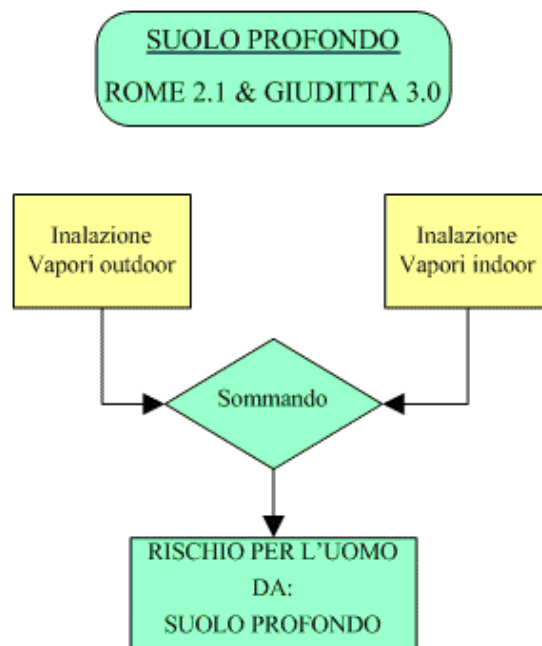 SUOLO PROFONDO
ROME 2.1 & GIUDITTA 3.0
Inalazione
Vapori outdoor
Inalazione
Vapori indoor
Sommando
RISCHIO PER L'UOMO
DA:
SUOLO PROFONDO